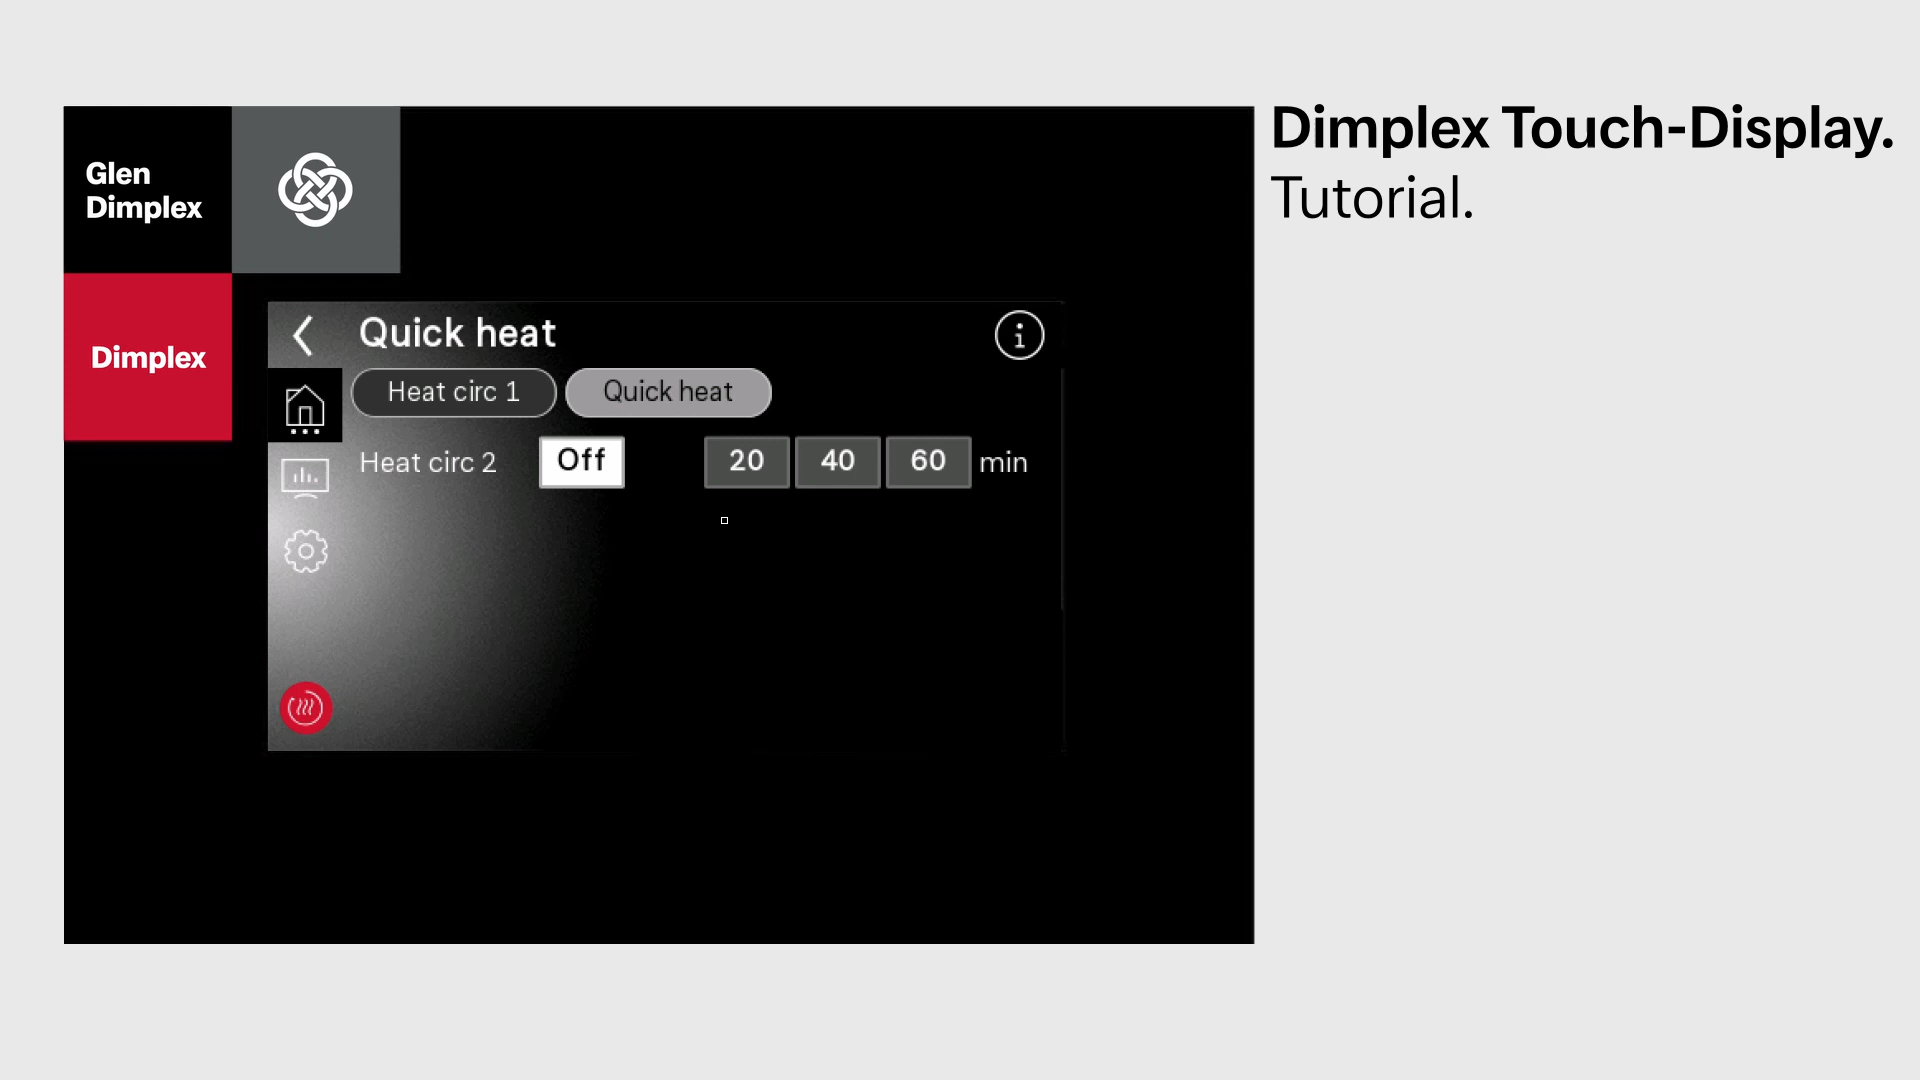 Dimplex Touch-Display.
Tutorial.
Glen
Dimplex
Dimplex
Quick heat
i
Heat circ 1 Quick heat
Heat circ 2 Off 20 40 60 min